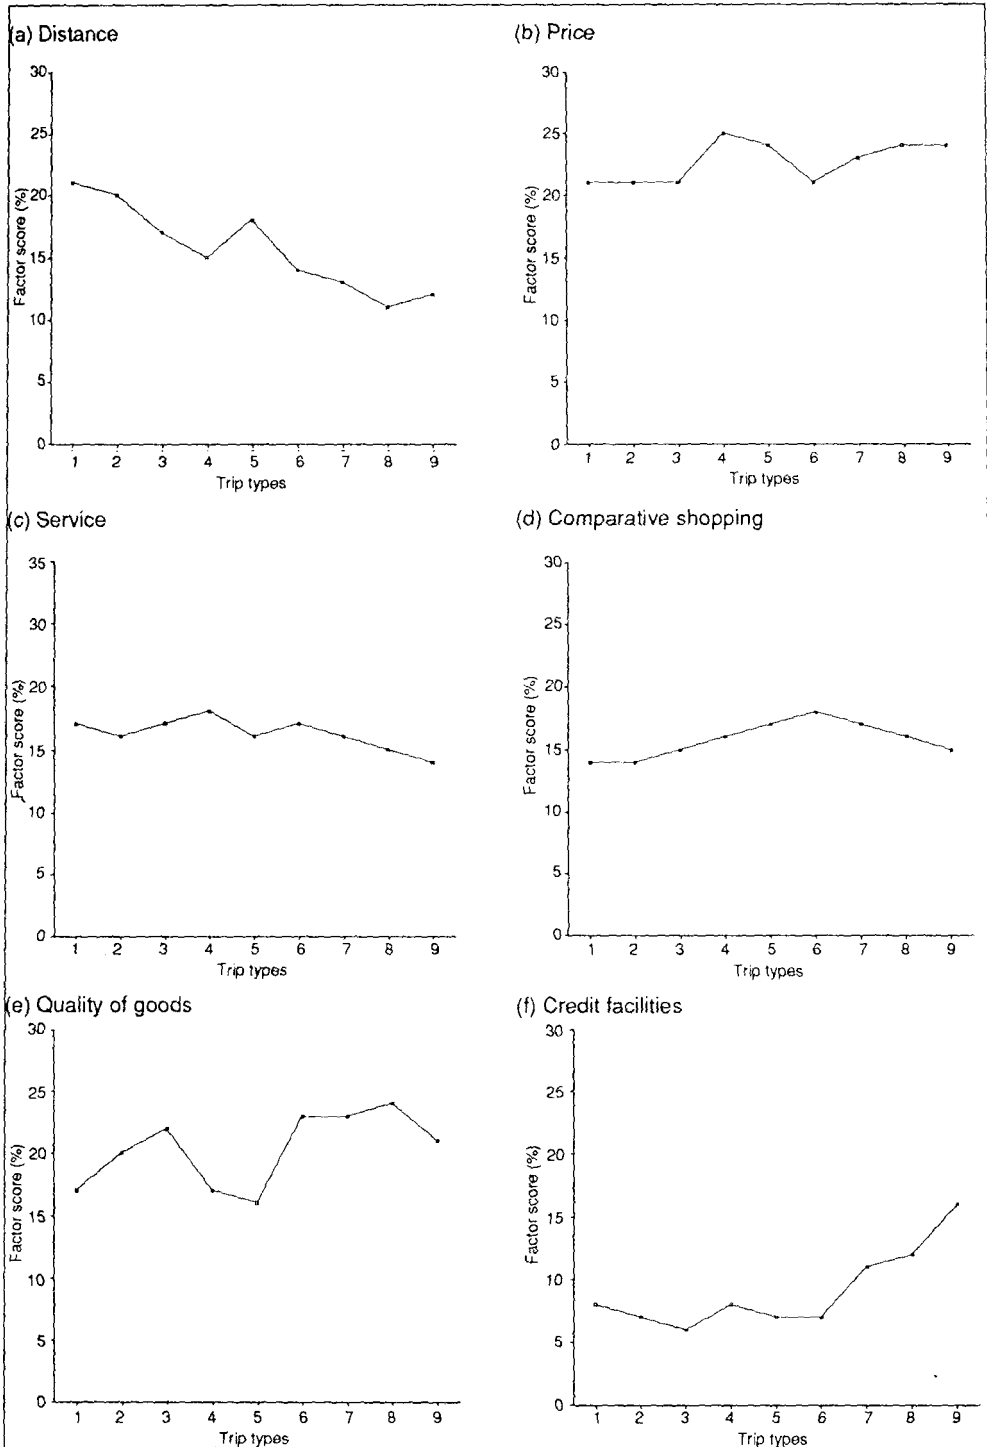 (a) Distance
30
25
20
15
10
5
0
Factor score (%)
1 2 3 4 5 6 7 8 9
Trip types
(b) Price
30
25
20
15
10
5
0
Factor score (%)
1 2 3 4 5 6 7 8 9
Trip types
(c) Service
35
30
20
15
10
5
0
Factor score (%)
1 2 3 4 5 6 7 8 9
Trip types
(d) Comparative shopping
30
25
20
15
10
5
0
Factor score (%)
1 2 3 4 5 6 7 8 9
Trip types
(e) Quality of goods
30
25
20
15
10
5
0
Factor score (%)
1 2 3 4 5 6 7 8 9
Trip types
(f) Credit facilities
30
25
20
15
10
5
0
Factor score (%)
1 2 3 4 5 6 7 8 9
Trip types